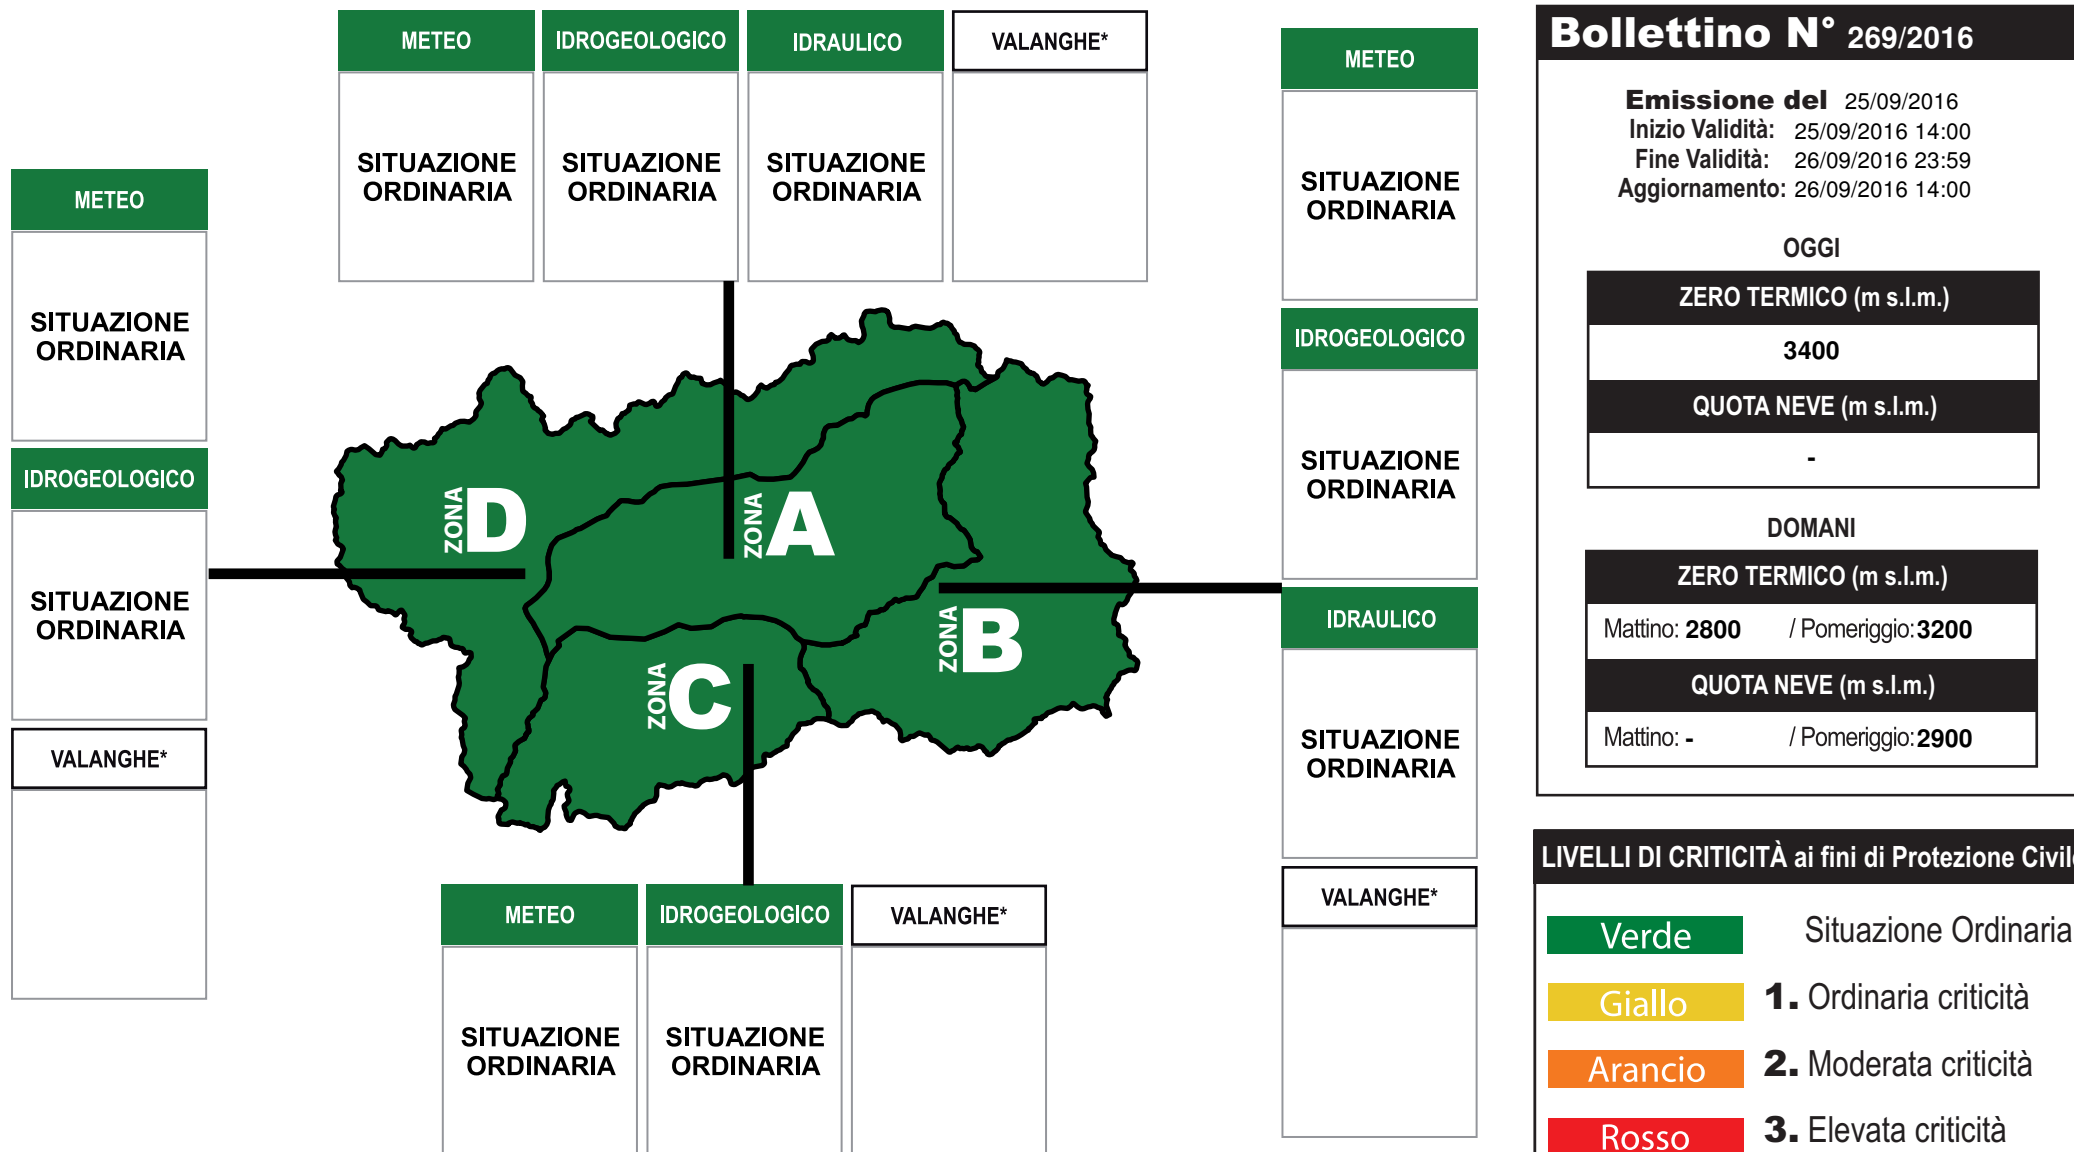 METEO
IDROGEOLOGICO
IDRAULICO
VALANGHE*
SITUAZIONE
ORDINARIA
SITUAZIONE
ORDINARIA
SITUAZIONE
ORDINARIA
METEO
SITUAZIONE
ORDINARIA
IDROGEOLOGICO
SITUAZIONE
ORDINARIA
VALANGHE*
ZONA D
ZONA A
ZONA B
ZONA C
METEO
SITUAZIONE
ORDINARIA
IDROGEOLOGICO
SITUAZIONE
ORDINARIA
IDRAULICO
SITUAZIONE
ORDINARIA
VALANGHE*
METEO
IDROGEOLOGICO
VALANGHE*
SITUAZIONE
ORDINARIA
SITUAZIONE
ORDINARIA
Bollettino N° 269/2016
Emissione del 25/09/2016
Inizio Validità: 25/09/2016 14:00
Fine Validità: 26/09/2016 23:59
Aggiornamento: 26/09/2016 14:00
OGGI
ZERO TERMICO (m s.l.m.)
3400
QUOTA NEVE (m s.l.m.)
-
DOMANI
ZERO TERMICO (m s.l.m.)
Mattino: 2800 / Pomeriggio: 3200
QUOTA NEVE (m s.l.m.)
Mattino: - / Pomeriggio: 2900
LIVELLI DI CRITICITÀ ai fini di Protezione Civile
Verde Situazione Ordinaria
Giallo 1. Ordinaria criticità
Arancio 2. Moderata criticità
Rosso 3. Elevata criticità